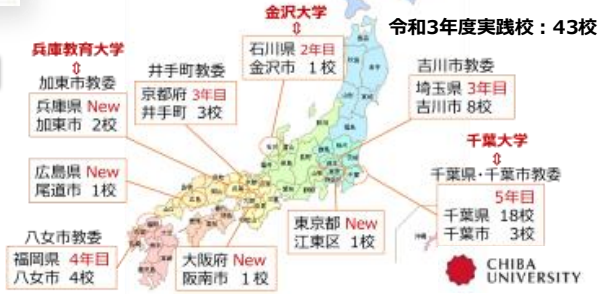 金沢大学
⇕
令和3年度実践校：43校
兵庫教育大学
⇕
加東市教委
兵庫県 New
加東市 2校
井手町教委
京都府 3年目
井手町 3校
石川県 2年目
金沢市 1校
吉川市教委
埼玉県 3年目
吉川市 8校
広島県 New
尾道市 1校
千葉大学
⇕
千葉県・千葉市教委
5年目
千葉県 18校
千葉市 3校
東京都 New
江東区 1校
八女市教委
福岡県 4年目
八女市 4校
大阪府 New
阪南市 1校
CHIBA
UNIVERSITY